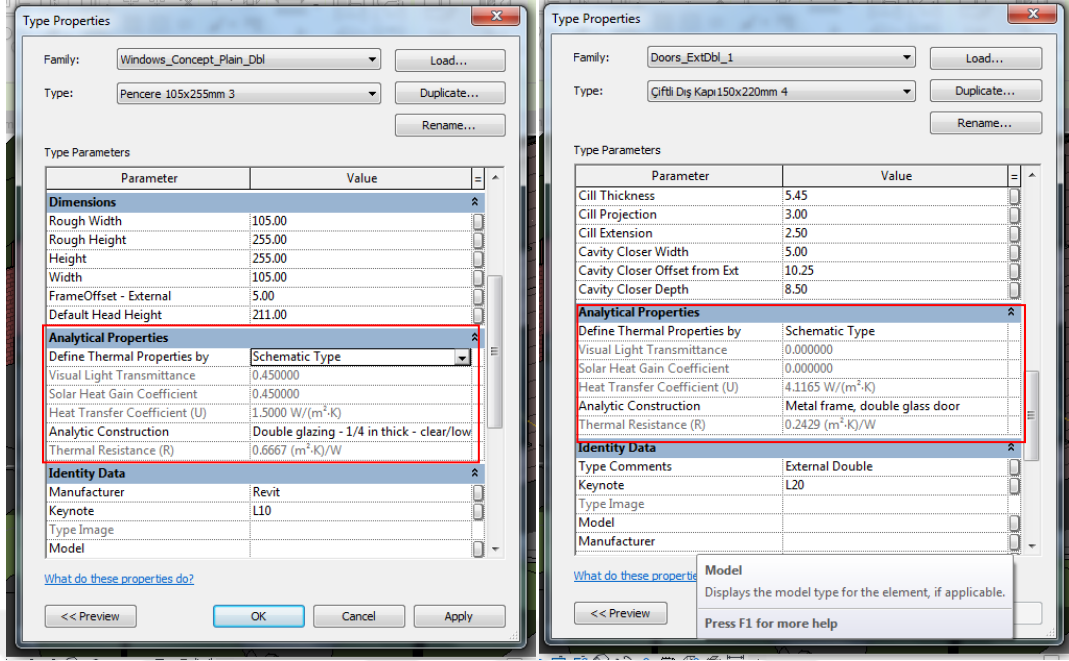 Type Properties
Family: Windows_Concept_Plain_Dbl Load...
Type: Pencere 105x255mm 3 Duplicate...
Rename...
Type Parameters
Parameter Value =
Dimensions
Rough Width 105.00
Rough Height 255.00
Height 255.00
Width 105.00
FrameOffset - External 5.00
Default Head Height 211.00
Analytical Properties
Define Thermal Properties by Schematic Type
Visual Light Transmittance 0.450000
Solar Heat Gain Coefficient 0.450000
Heat Transfer Coefficient (U) 1.5000 W/(m²·K)
Analytic Construction Double glazing - 1/4 in thick - clear/low
Thermal Resistance (R) 0.6667 (m²·K)/W
Identity Data
Manufacturer Revit
Keynote L10
Type Image
Model
What do these properties do?
<< Preview OK Cancel Apply
Type Properties
Family: Doors_ExtDbl_1 Load...
Type: Çiftli Dış Kapı150x220mm 4 Duplicate...
Rename...
Type Parameters
Parameter Value =
Cill Thickness 5.45
Cill Projection 3.00
Cill Extension 2.50
Cavity Closer Width 5.00
Cavity Closer Offset from Ext 10.25
Cavity Closer Depth 8.50
Analytical Properties
Define Thermal Properties by Schematic Type
Visual Light Transmittance 0.000000
Solar Heat Gain Coefficient 0.000000
Heat Transfer Coefficient (U) 4.1165 W/(m²·K)
Analytic Construction Metal frame, double glass door
Thermal Resistance (R) 0.2429 (m²·K)/W
Identity Data
Type Comments External Double
Keynote L20
Type Image
Model
Manufacturer
What do these propertie
<< Preview
Model
Displays the model type for the element, if applicable.
Press F1 for more help